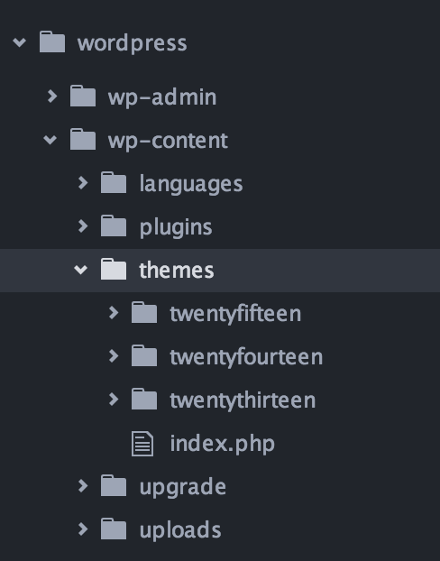 wordpress
wp-admin
wp-content
languages
plugins
themes
twentyfifteen
twentyfourteen
twentythirteen
index.php
upgrade
uploads